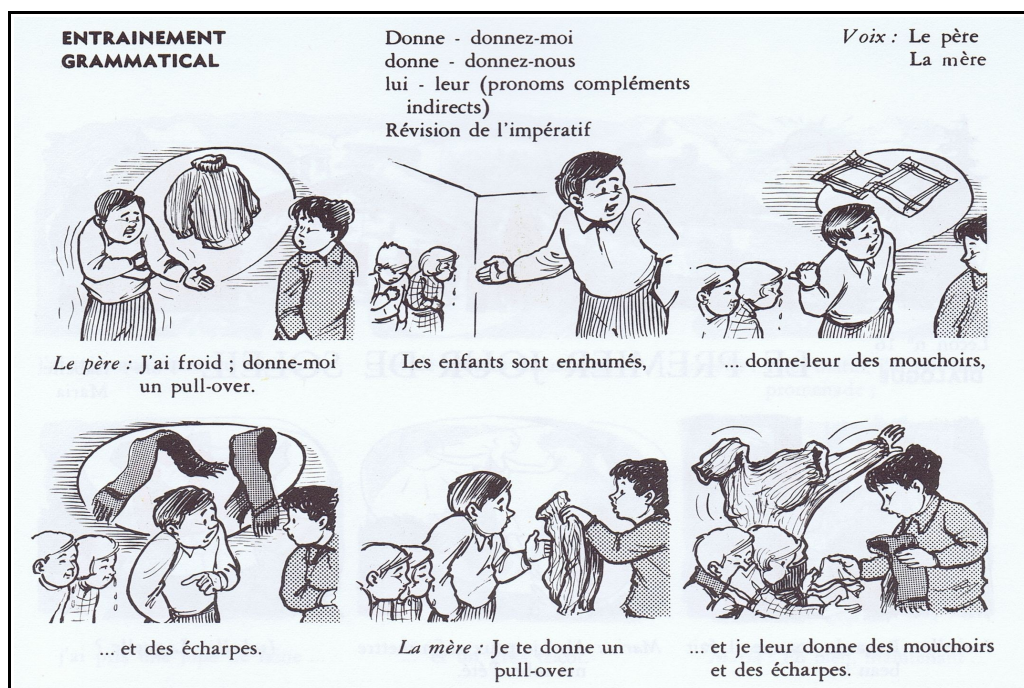 ENTRAINEMENT
GRAMMATICAL
Donne - donnez-moi
donne - donnez-nous
lui - leur (pronoms compléments
indirects)
Révision de l'impératif
Voix : Le père
La mère
Le père : J'ai froid ; donne-moi
un pull-over.
Les enfants sont enrhumés,
... donne-leur des mouchoirs,
... et des écharpes.
La mère : Je te donne un
pull-over
... et je leur donne des mouchoirs
et des écharpes.